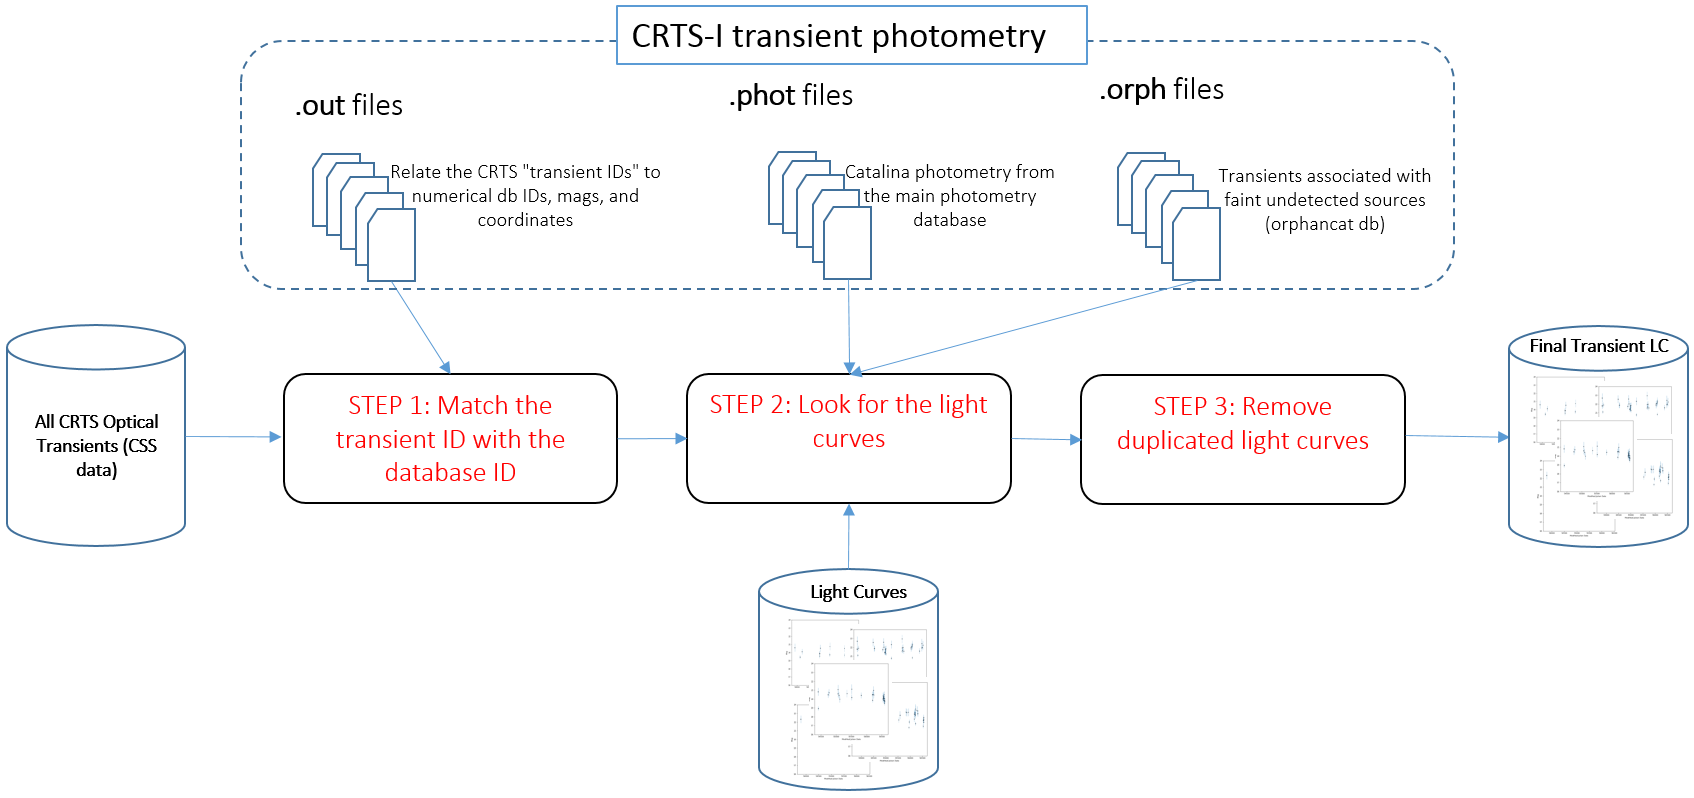 CRTS-I transient photometry
.out files
.phot files
.orph files
Relate the CRTS "transient IDs" to
numerical db IDs, mags, and
coordinates
Catalina photometry from
the main photometry
database
Transients associated with
faint undetected sources
(orphancat db)
All CRTS Optical
Transients (CSS
data)
STEP 1: Match the
transient ID with the
database ID
STEP 2: Look for the light
curves
STEP 3: Remove
duplicated light curves
Final Transient LC
Light Curves